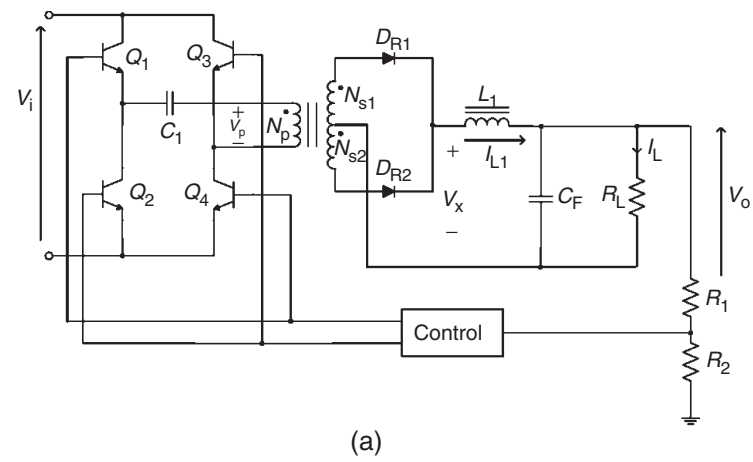 Q1
Q3
Vi
C1
+
Vp
−
Np
Ns1
Ns2
DR1
DR2
L1
IL1
+
Vx
−
CF
IL
RL
Vo
Q2
Q4
Control
R1
R2
(a)